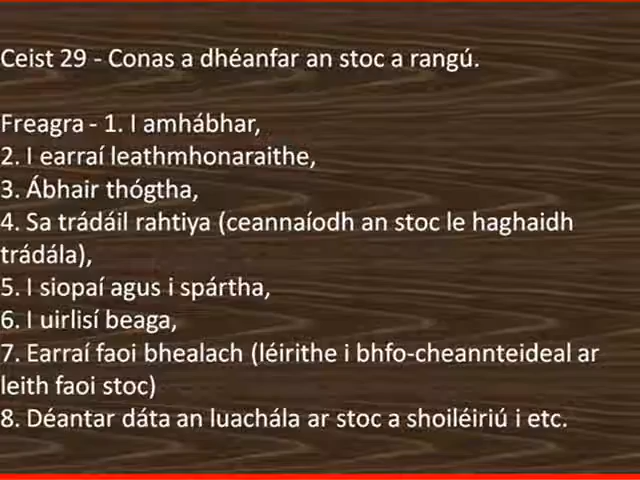 Ceist 29 - Conas a dhéanfar an stoc a rangú.
Freagra - 1. I amhábhar,
2. I earraí leathmhonaraithe,
3. Ábhair thógtha,
4. Sa trádáil rahtiya (ceannaíodh an stoc le haghaidh
trádála),
5. I siopaí agus i spártha,
6. I uirlisí beaga,
7. Earraí faoi bhealach (léirithe i bhfo-cheannteideal ar
leith faoi stoc)
8. Déantar dáta an luachála ar stoc a shoiléiriú i etc.